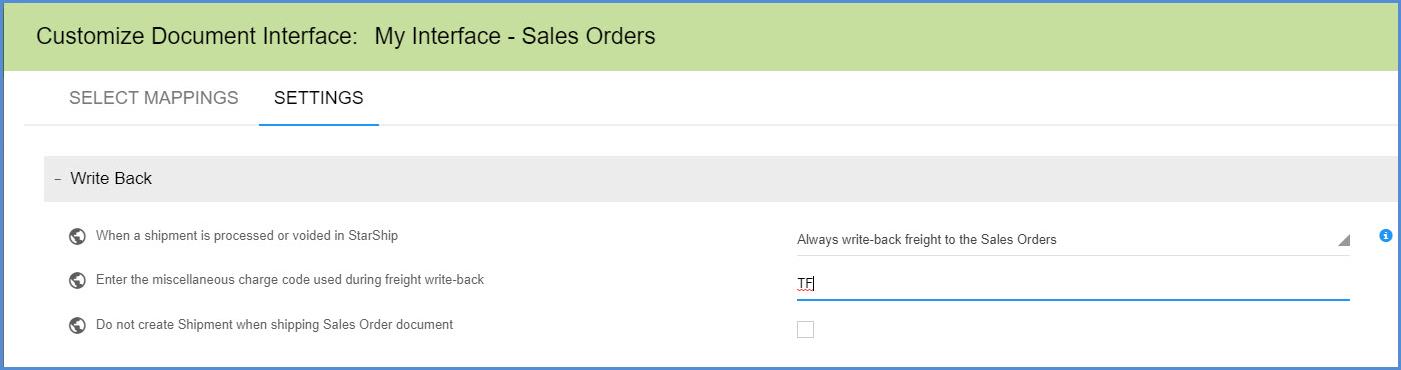 Customize Document Interface: My Interface - Sales Orders
SELECT MAPPINGS SETTINGS
- Write Back
When a shipment is processed or voided in StarShip Always write-back freight to the Sales Orders
Enter the miscellaneous charge code used during freight write-back TF
Do not create Shipment when shipping Sales Order document